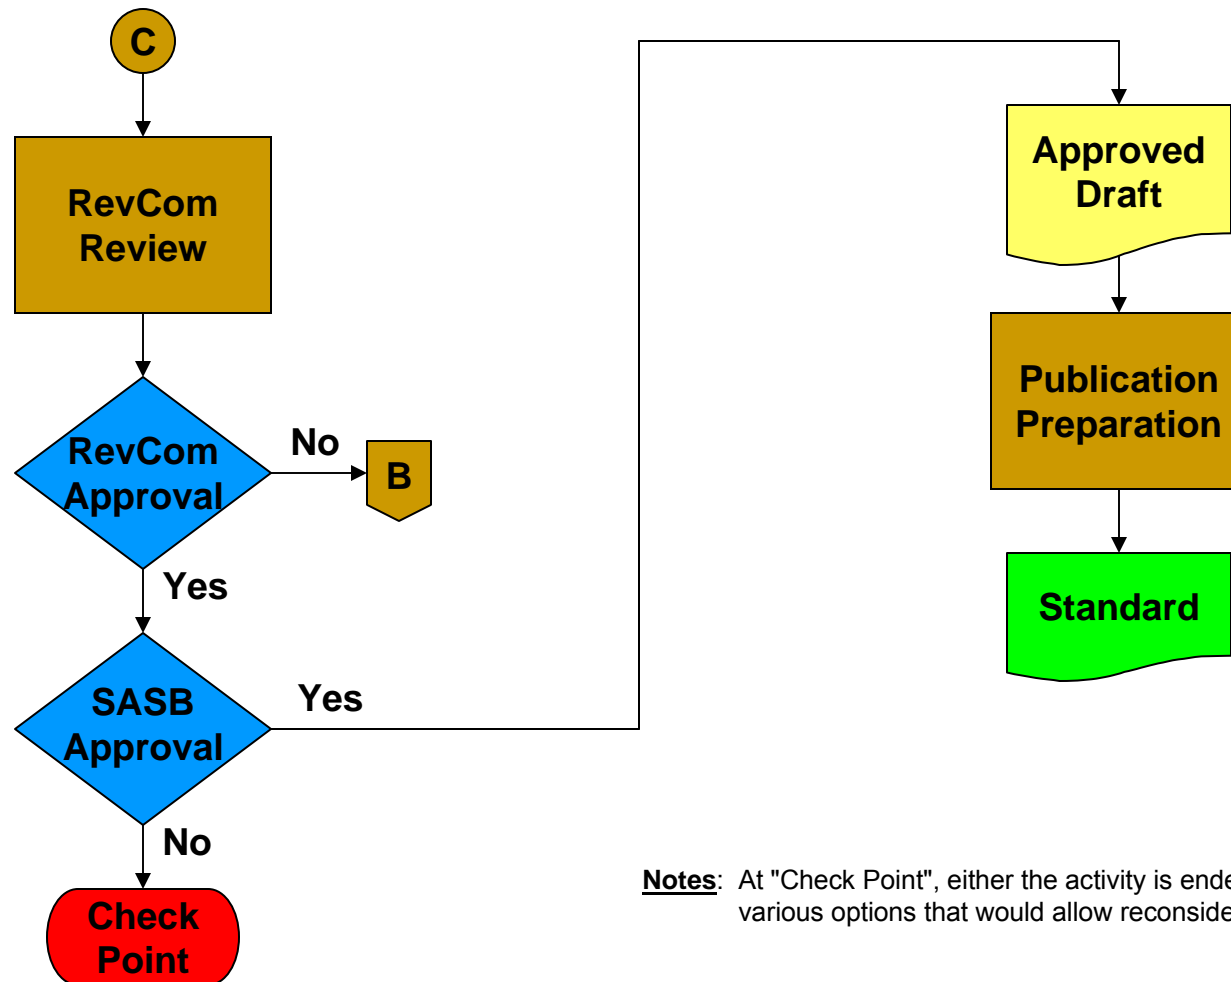 C
RevCom
Review
RevCom
Approval
No
B
Yes
SASB
Approval
Yes
No
Check
Point
Approved
Draft
Publication
Preparation
Standard
Notes: At "Check Point", either the activity is ende
various options that would allow reconside